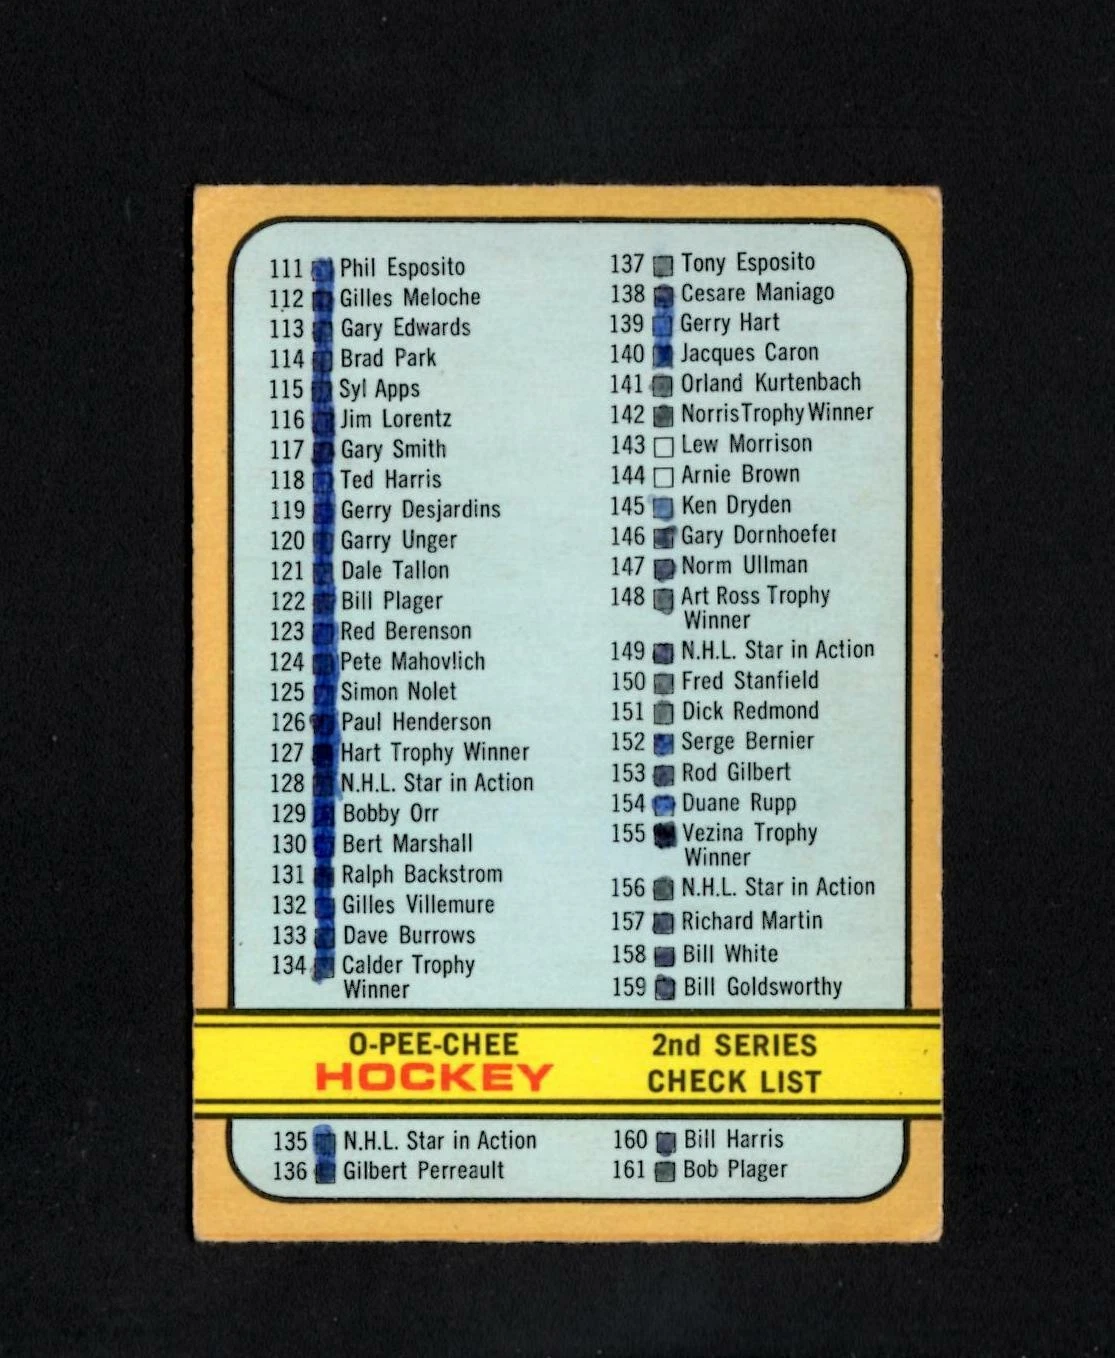 111 Phil Esposito
112 Gilles Meloche
113 Gary Edwards
114 Brad Park
115 Syl Apps
116 Jim Lorentz
117 Gary Smith
118 Ted Harris
119 Gerry Desjardins
120 Garry Unger
121 Dale Tallon
122 Bill Plager
123 Red Berenson
124 Pete Mahovlich
125 Simon Nolet
126 Paul Henderson
127 Hart Trophy Winner
128 N.H.L. Star in Action
129 Bobby Orr
130 Bert Marshall
131 Ralph Backstrom
132 Gilles Villemure
133 Dave Burrows
134 Calder Trophy
Winner
137 Tony Esposito
138 Cesare Maniago
139 Gerry Hart
140 Jacques Caron
141 Orland Kurtenbach
142 Norris Trophy Winner
143 Lew Morrison
144 Arnie Brown
145 Ken Dryden
146 Gary Dornhoefer
147 Norm Ullman
148 Art Ross Trophy
Winner
149 N.H.L. Star in Action
150 Fred Stanfield
151 Dick Redmond
152 Serge Bernier
153 Rod Gilbert
154 Duane Rupp
155 Vezina Trophy
Winner
156 N.H.L. Star in Action
157 Richard Martin
158 Bill White
159 Bill Goldsworthy
O-PEE-CHEE
HOCKEY
2nd SERIES
CHECK LIST
135 N.H.L. Star in Action
136 Gilbert Perreault
160 Bill Harris
161 Bob Plager